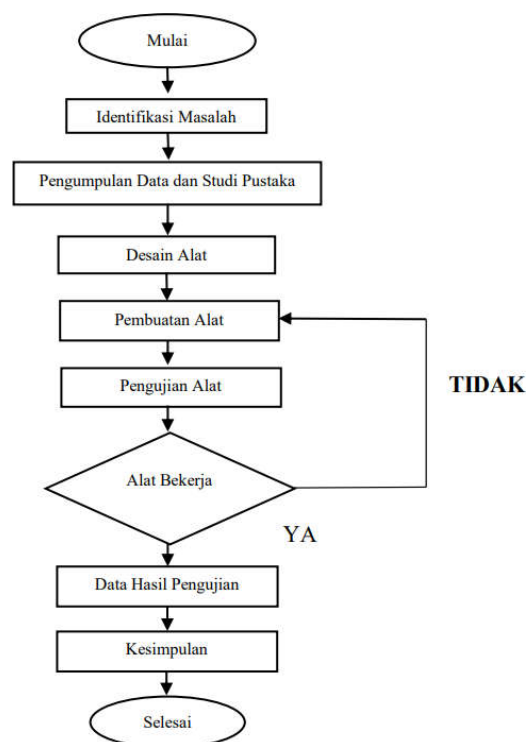 Mulai
Identifikasi Masalah
Pengumpulan Data dan Studi Pustaka
Desain Alat
Pembuatan Alat
Pengujian Alat
TIDAK
Alat Bekerja
YA
Data Hasil Pengujian
Kesimpulan
Selesai